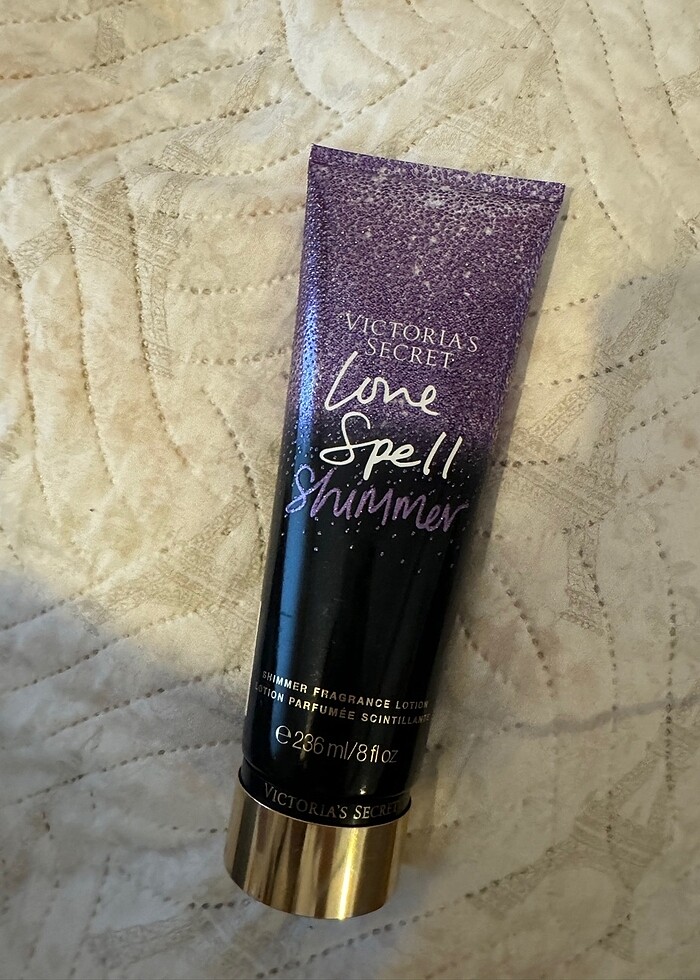 VICTORIA'S
SECRET
Love
Spell
Shimmer
SHIMMER FRAGRANCE LOTION
LOTION PARFUMÉE SCINTILLANTE
℮ 236 ml/8 fl oz
VICTORIA'S SECRET